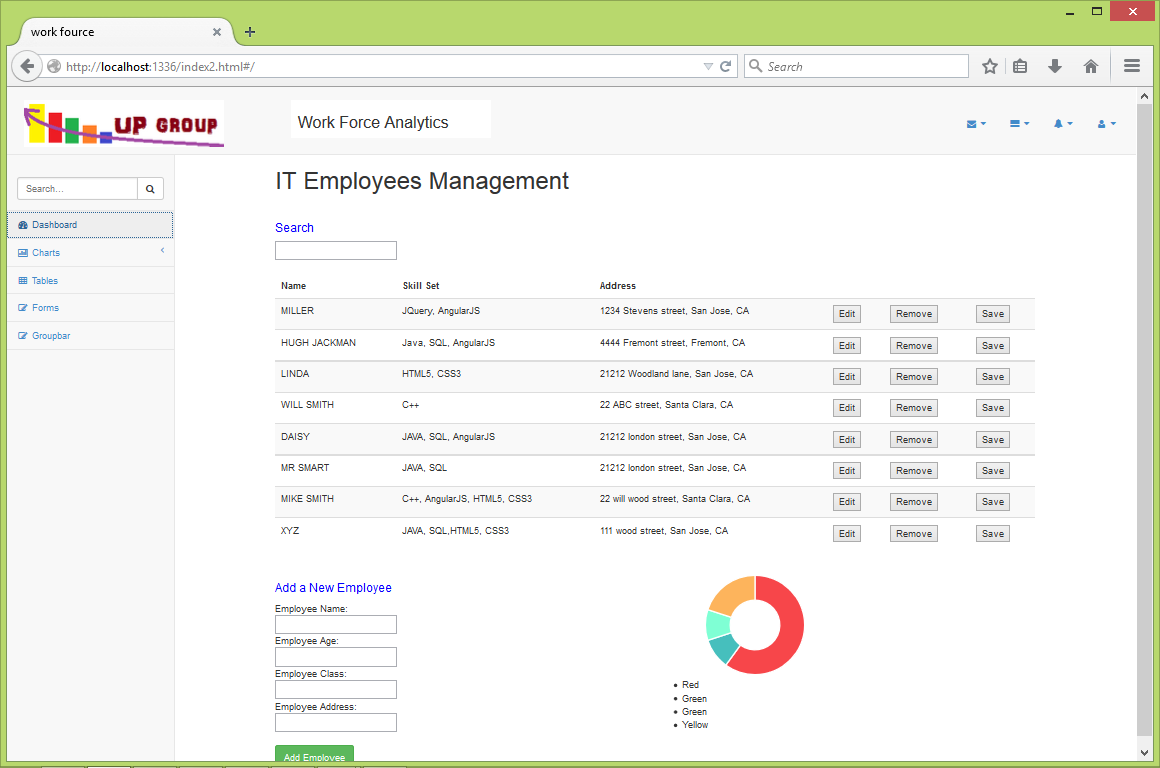 work fource
http://localhost:1336/index2.html#/
Search
UP GROUP
Work Force Analytics
Search...
Dashboard
Charts
Tables
Forms
Groupbar
IT Employees Management
Search
Name Skill Set Address
MILLER JQuery, AngularJS 1234 Stevens street, San Jose, CA Edit Remove Save
HUGH JACKMAN Java, SQL, AngularJS 4444 Fremont street, Fremont, CA Edit Remove Save
LINDA HTML5, CSS3 21212 Woodland lane, San Jose, CA Edit Remove Save
WILL SMITH C++ 22 ABC street, Santa Clara, CA Edit Remove Save
DAISY JAVA, SQL, AngularJS 21212 london street, San Jose, CA Edit Remove Save
MR SMART JAVA, SQL 21212 london street, San Jose, CA Edit Remove Save
MIKE SMITH C++, AngularJS, HTML5, CSS3 22 will wood street, Santa Clara, CA Edit Remove Save
XYZ JAVA, SQL,HTML5, CSS3 111 wood street, San Jose, CA Edit Remove Save
Add a New Employee
Employee Name:
Employee Age:
Employee Class:
Employee Address:
Add Employee
Red
Green
Green
Yellow